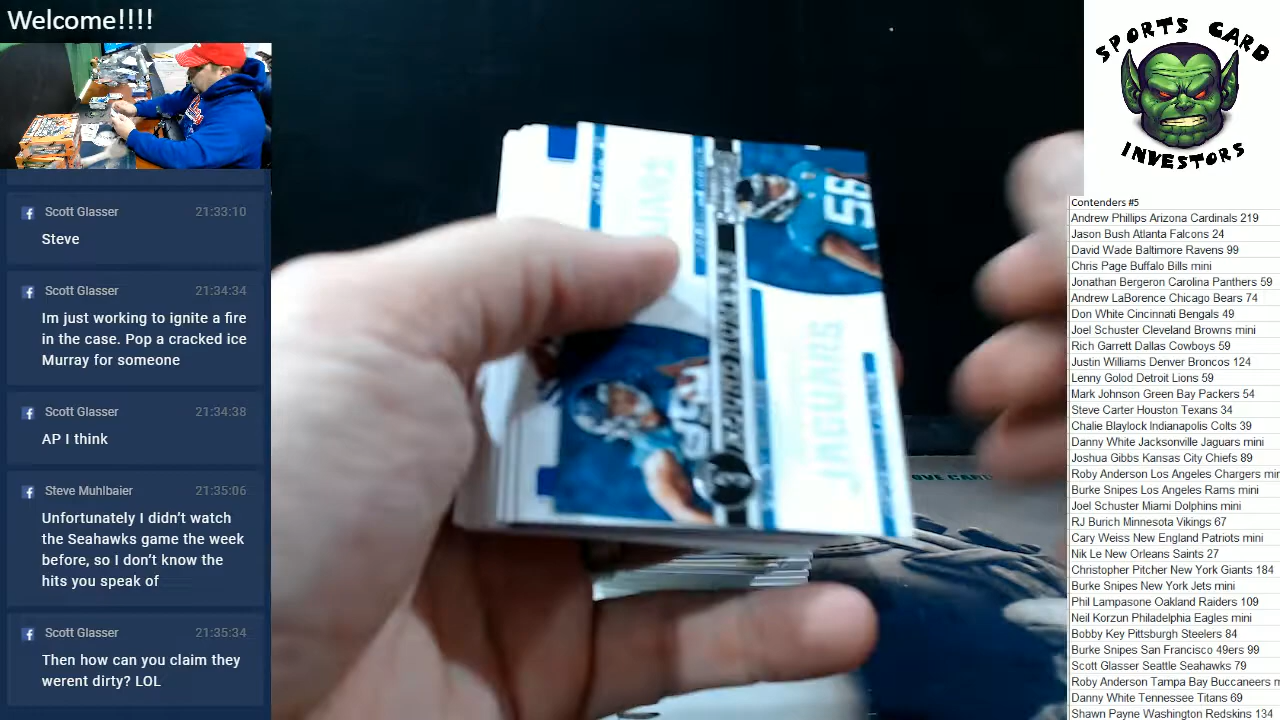 Welcome!!!!
Scott Glasser 21:33:10
Steve
Scott Glasser 21:34:34
Im just working to ignite a fire
in the case. Pop a cracked ice
Murray for someone
Scott Glasser 21:34:38
AP I think
Steve Muhlbaier 21:35:06
Unfortunately I didn't watch
the Seahawks game the week
before, so I don't know the
hits you speak of
Scott Glasser 21:35:34
Then how can you claim they
werent dirty? LOL
56
JAGUARS
SPORTS CARD
INVESTORS
Contenders #5
Andrew Phillips Arizona Cardinals 219
Jason Bush Atlanta Falcons 24
David Wade Baltimore Ravens 99
Chris Page Buffalo Bills mini
Jonathan Bergeron Carolina Panthers 59
Andrew LaBorence Chicago Bears 74
Don White Cincinnati Bengals 49
Joel Schuster Cleveland Browns mini
Rich Garrett Dallas Cowboys 59
Justin Williams Denver Broncos 124
Lenny Golod Detroit Lions 59
Mark Johnson Green Bay Packers 54
Steve Carter Houston Texans 34
Chalie Blaylock Indianapolis Colts 39
Danny White Jacksonville Jaguars mini
Joshua Gibbs Kansas City Chiefs 89
Roby Anderson Los Angeles Chargers mir
Burke Snipes Los Angeles Rams mini
Joel Schuster Miami Dolphins mini
RJ Burich Minnesota Vikings 67
Cary Weiss New England Patriots mini
Nik Le New Orleans Saints 27
Christopher Pitcher New York Giants 184
Burke Snipes New York Jets mini
Phil Lampasone Oakland Raiders 109
Neil Korzun Philadelphia Eagles mini
Bobby Key Pittsburgh Steelers 84
Burke Snipes San Francisco 49ers 99
Scott Glasser Seattle Seahawks 79
Roby Anderson Tampa Bay Buccaneers m
Danny White Tennessee Titans 69
Shawn Payne Washington Redskins 134